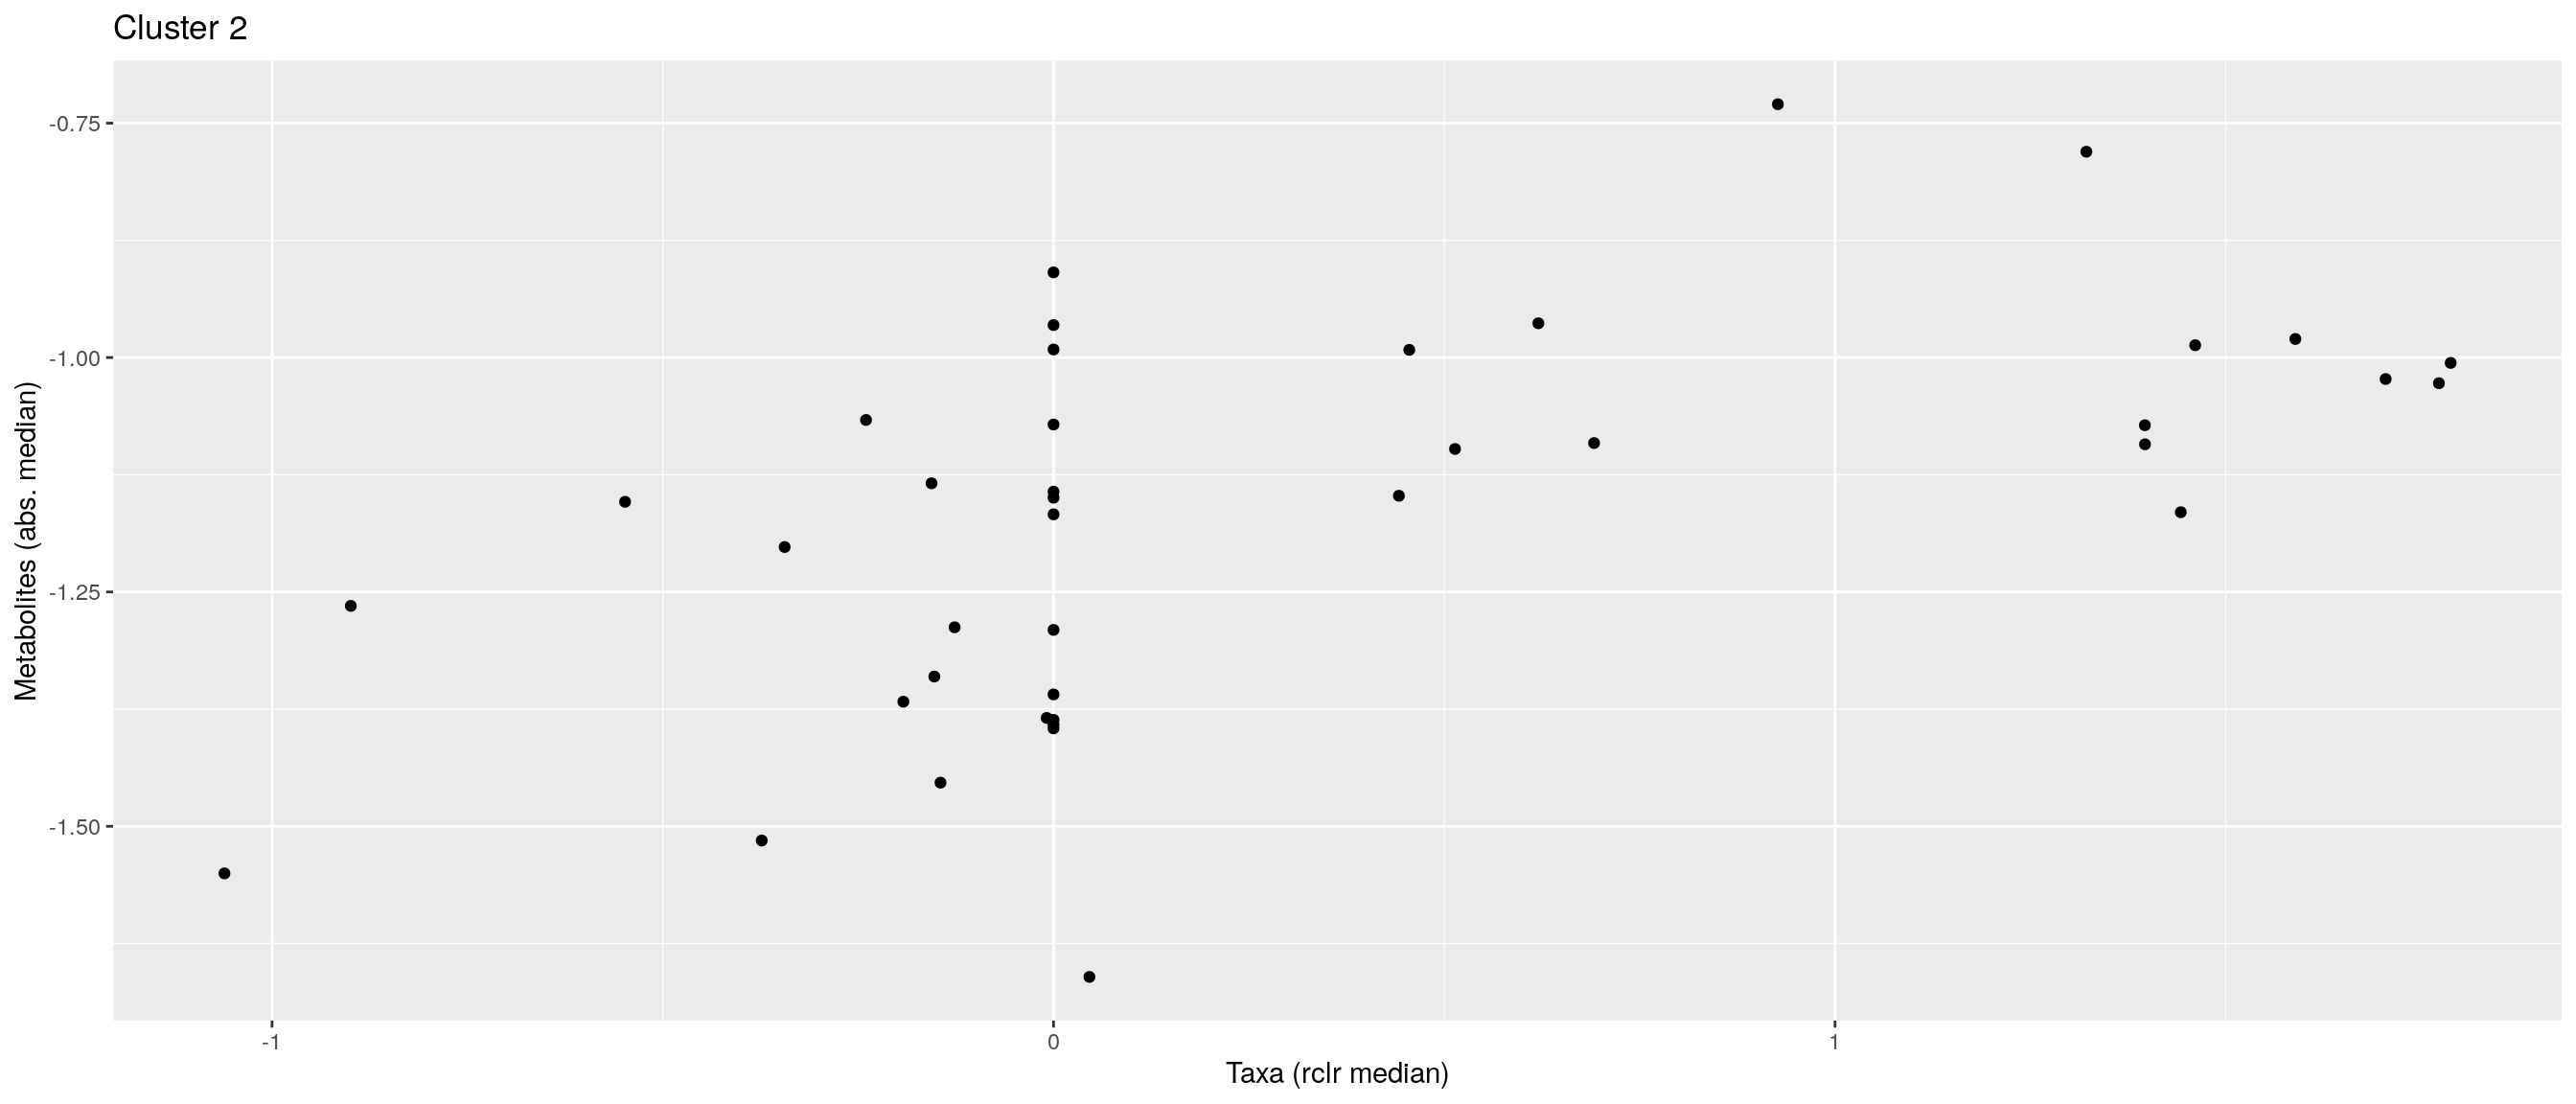 Cluster 2
-0.75
-1.00
-1.25
-1.50
Metabolites (abs. median)
-1
0
1
Taxa (rclr median)